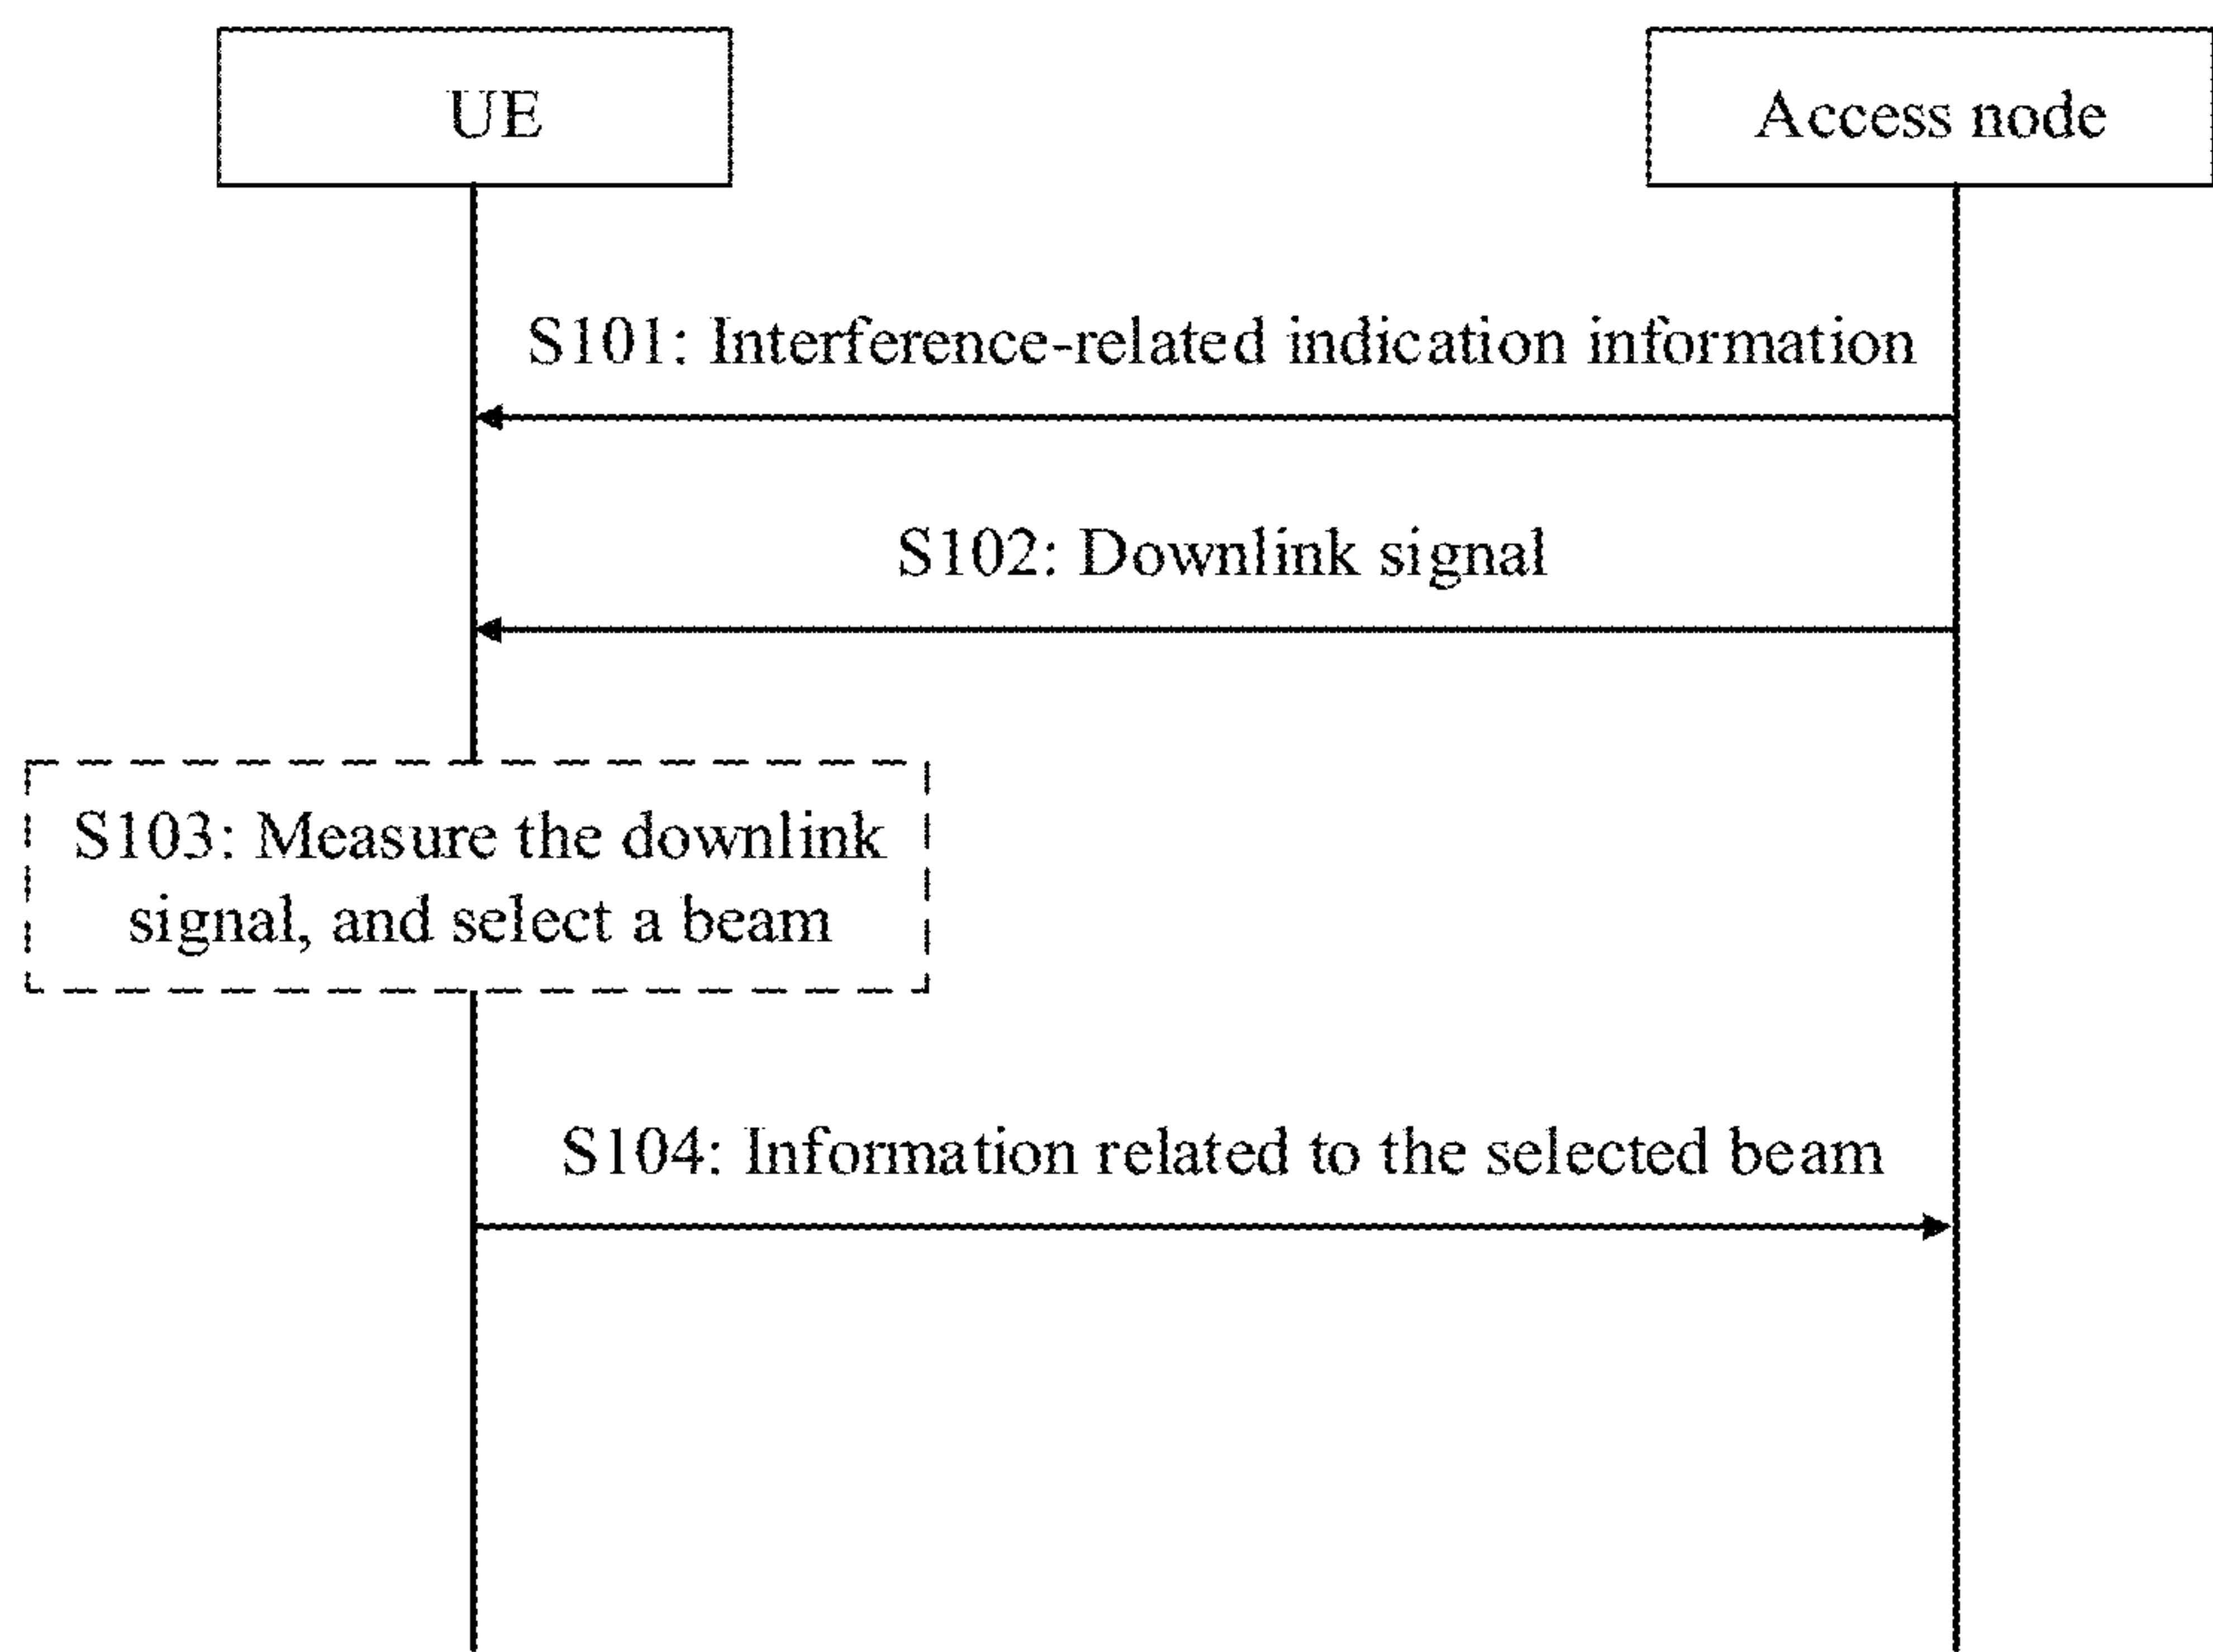 UE
Access node
S101: Interference-related indication information
S102: Downlink signal
S103: Measure the downlink
signal, and select a beam
S104: Information related to the selected beam